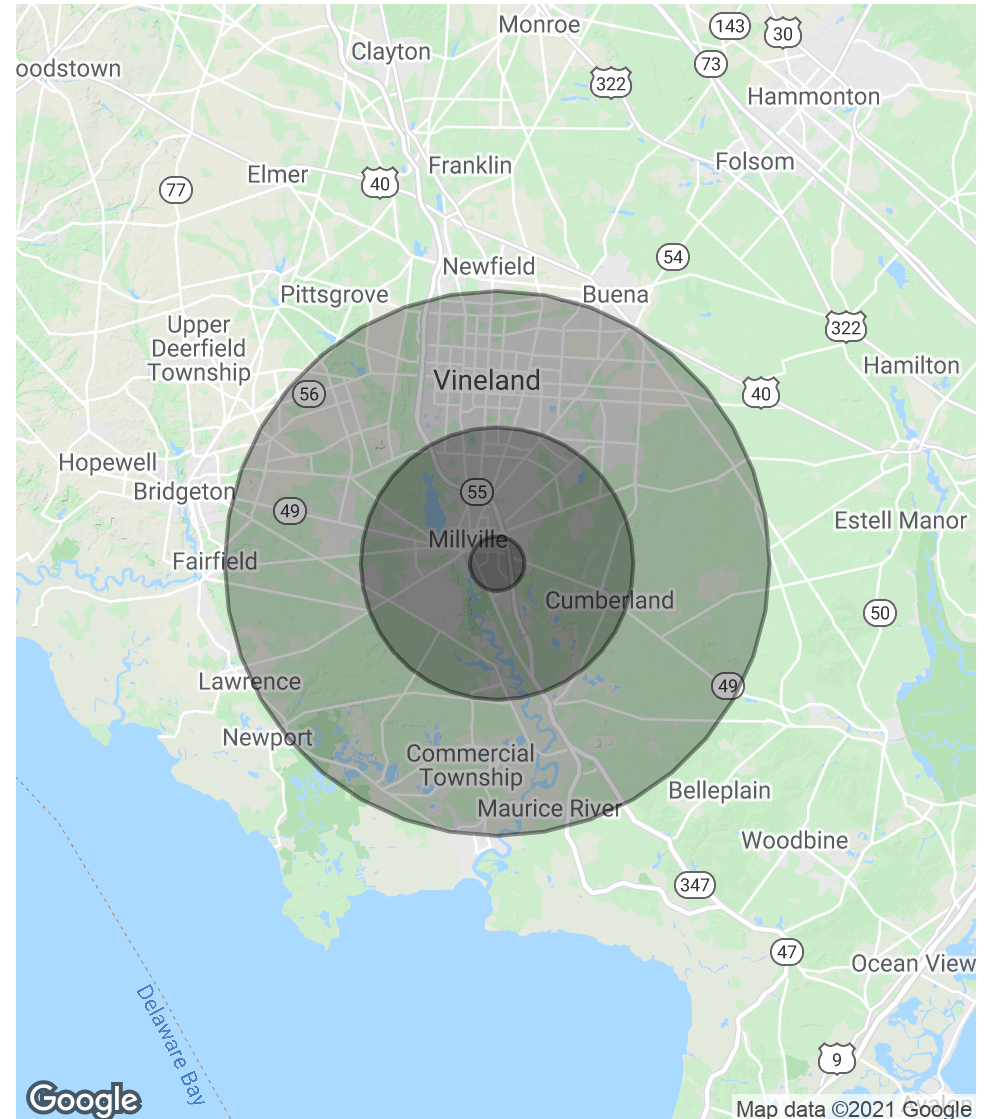 Monroe
143
30
Clayton
oodstown
73
322
Hammonton
Franklin
Folsom
Elmer
40
77
54
Newfield
Pittsgrove
Buena
Upper
Deerfield
Township
322
Hamilton
Vineland
56
40
Hopewell
Bridgeton
55
49
Estell Manor
Millville
Fairfield
Cumberland
50
Lawrence
49
Newport
Commercial
Township
Belleplain
Maurice River
Woodbine
347
47
Ocean View
Delaware Bay
9
Avalon
Google
Map data ©2021 Google